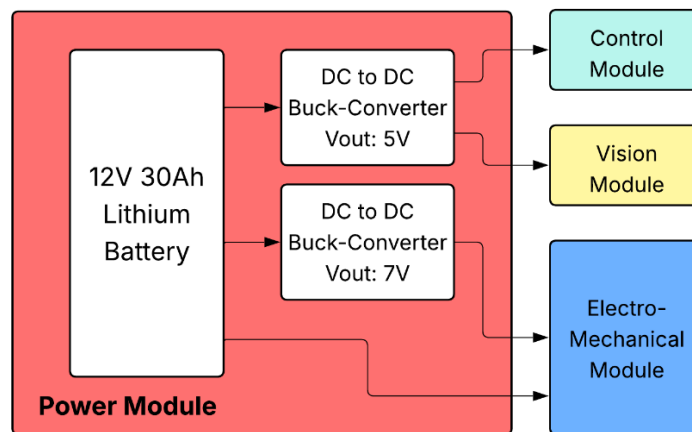 12V 30Ah
Lithium
Battery
DC to DC
Buck-Converter
Vout: 5V
DC to DC
Buck-Converter
Vout: 7V
Power Module
Control
Module
Vision
Module
Electro-
Mechanical
Module